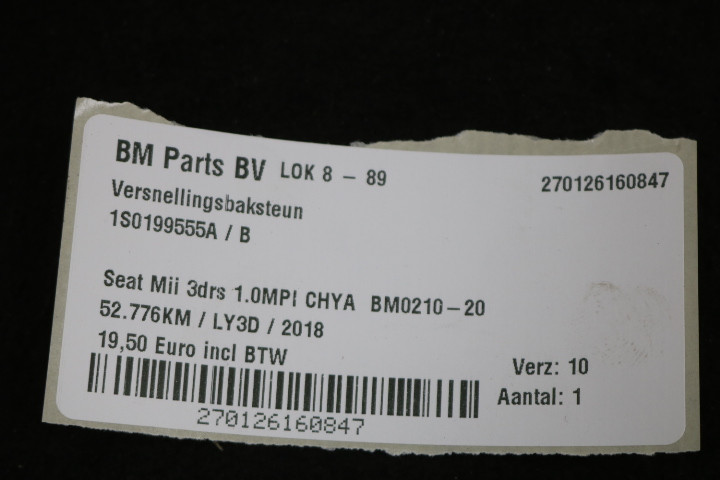 BM Parts BV LOK 8 - 89 270126160847
Versnellingsbaksteun
1S0199555A / B
Seat Mii 3drs 1.0MPI CHYA BM0210-20
52.776KM / LY3D / 2018
19,50 Euro incl BTW
Verz: 10
Aantal: 1
270126160847